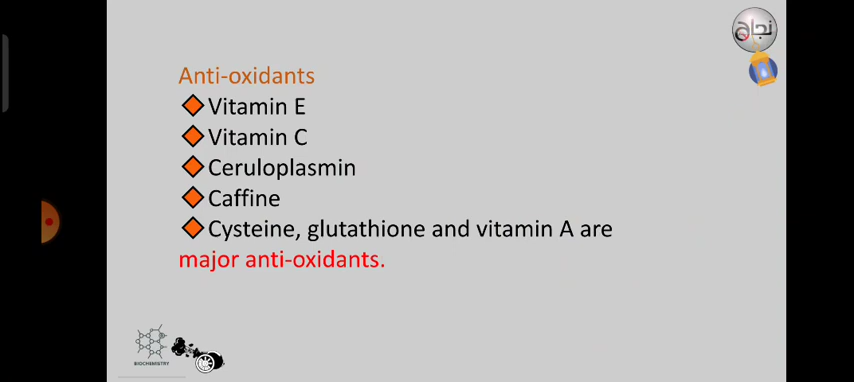 نجاح
Anti-oxidants
Vitamin E
Vitamin C
Ceruloplasmin
Caffine
Cysteine, glutathione and vitamin A are
major anti-oxidants.
BIOCHEMISTRY